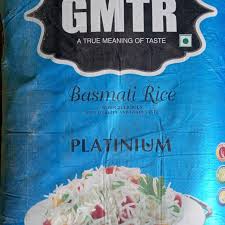 GMTR
A TRUE MEANING OF TASTE
Basmati Rice
PLATINIUM